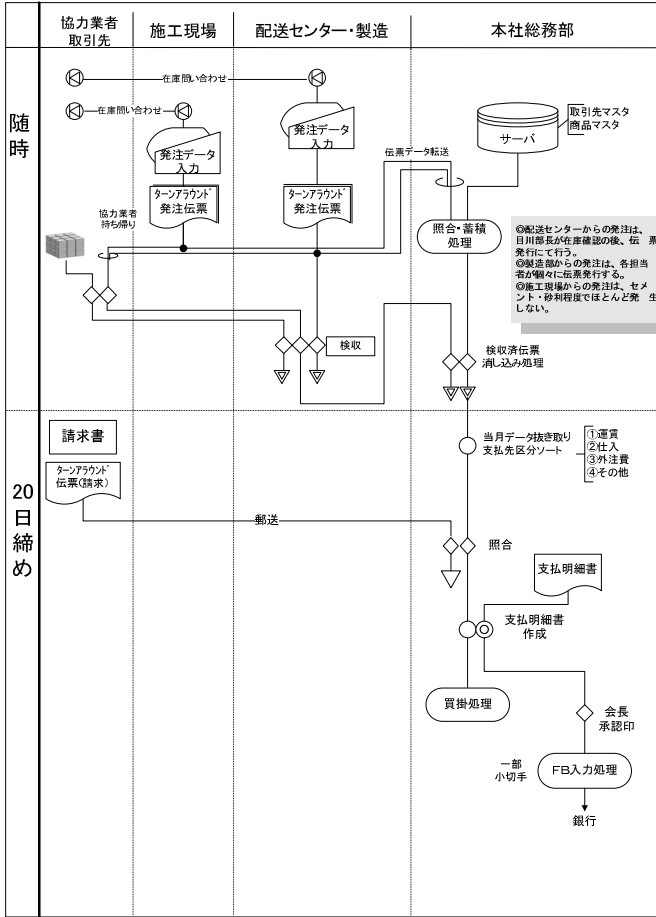 協力業者
取引先
施工現場
配送センター・製造
本社総務部
随時
在庫問い合わせ
在庫問い合わせ
発注データ
入力
発注データ
入力
ターンアラウンド
発注伝票
ターンアラウンド
発注伝票
伝票データ転送
サーバ
取引先マスタ
商品マスタ
協力業者
持ち帰り
照合・蓄積
処理
◎配送センターからの発注は、
目川部長が在庫確認の後、伝　票
発行にて行う。
◎製造部からの発注は、各担当
者が個々に伝票発行する。
◎施工現場からの発注は、セメ
ント・砂利程度でほとんど発　生
しない。
検収
検収済伝票
消し込み処理
20日締め
請求書
ターンアラウンド
伝票(請求)
当月データ抜き取り
支払先区分ソート
①運賃
②仕入
③外注費
④その他
郵送
照合
支払明細書
支払明細書
作成
買掛処理
会長
承認印
一部
小切手
FB入力処理
銀行